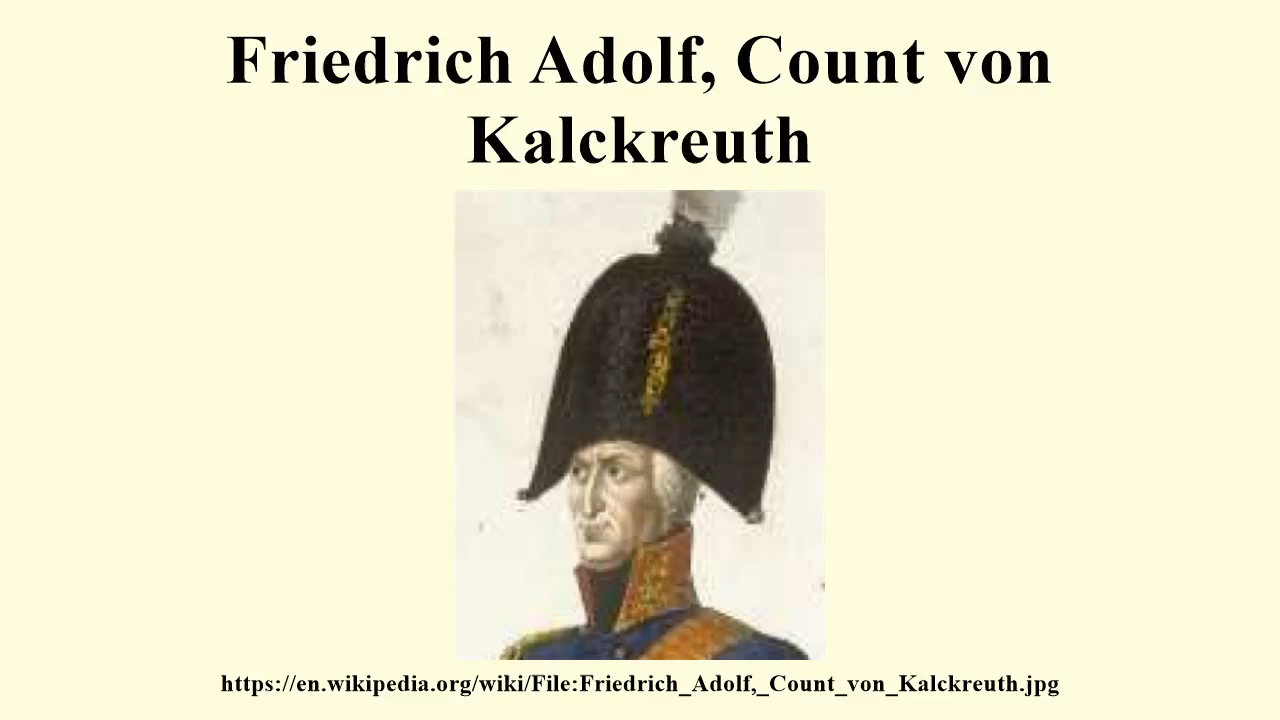 Friedrich Adolf, Count von
Kalckreuth
https://en.wikipedia.org/wiki/File:Friedrich_Adolf,_Count_von_Kalckreuth.jpg